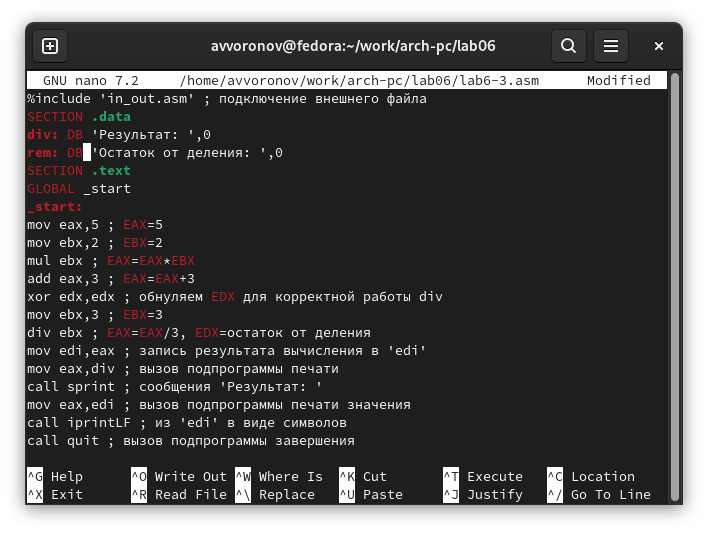 avvoronov@fedora:~/work/arch-pc/lab06
GNU nano 7.2 /home/avvoronov/work/arch-pc/lab06/lab6-3.asm Modified
%include 'in_out.asm' ; подключение внешнего файла
SECTION .data
div: DB 'Результат: ',0
rem: DB 'Остаток от деления: ',0
SECTION .text
GLOBAL _start
_start:
mov eax,5 ; EAX=5
mov ebx,2 ; EBX=2
mul ebx ; EAX=EAX*EBX
add eax,3 ; EAX=EAX+3
xor edx,edx ; обнуляем EDX для корректной работы div
mov ebx,3 ; EBX=3
div ebx ; EAX=EAX/3, EDX=остаток от деления
mov edi,eax ; запись результата вычисления в 'edi'
mov eax,div ; вызов подпрограммы печати
call sprint ; сообщения 'Результат: '
mov eax,edi ; вызов подпрограммы печати значения
call iprintLF ; из 'edi' в виде символов
call quit ; вызов подпрограммы завершения
^G Help ^O Write Out ^W Where Is ^K Cut ^T Execute ^C Location
^X Exit ^R Read File ^\ Replace ^U Paste ^J Justify ^/ Go To Line